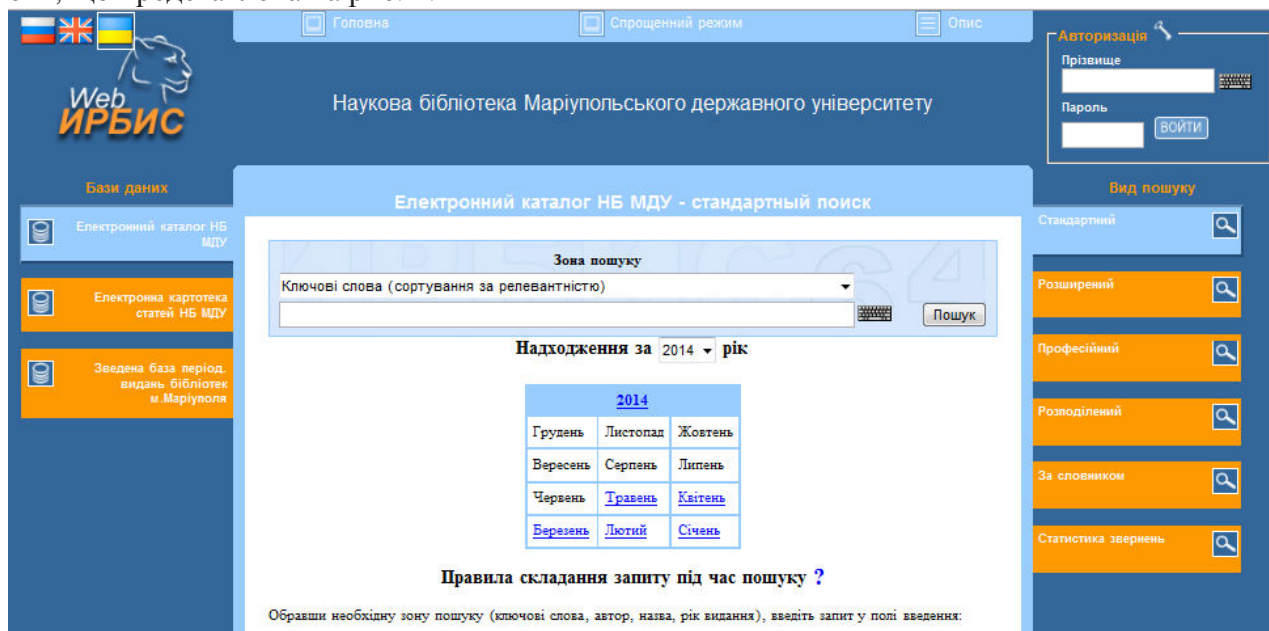 Головна
Спрощенний режим
Опис
Web
ИРБИС
Наукова бібліотека Маріупольського державного університету
Авторизація
Прізвище
Пароль
ВОЙТИ
Бази даних
Електронний каталог НБ
МДУ
Електронна картотека
статей НБ МДУ
Зведена база період.
видань бібліотек
м.Маріуполя
Електронний каталог НБ МДУ - стандартный поиск
Зона пошуку
Ключові слова (сортування за релевантністю)
Пошук
Надходження за 2014 рік
2014
Грудень Листопад Жовтень
Вересень Серпень Липень
Червень Травень Квітень
Березень Лютий Січень
Правила складання запиту під час пошуку ?
Обравши необхідну зону пошуку (ключові слова, автор, назва, рік видання), введіть запит у полі введення:
Вид пошуку
Стандартний
Розширений
Професійний
Розподілений
За словником
Статистика звернень